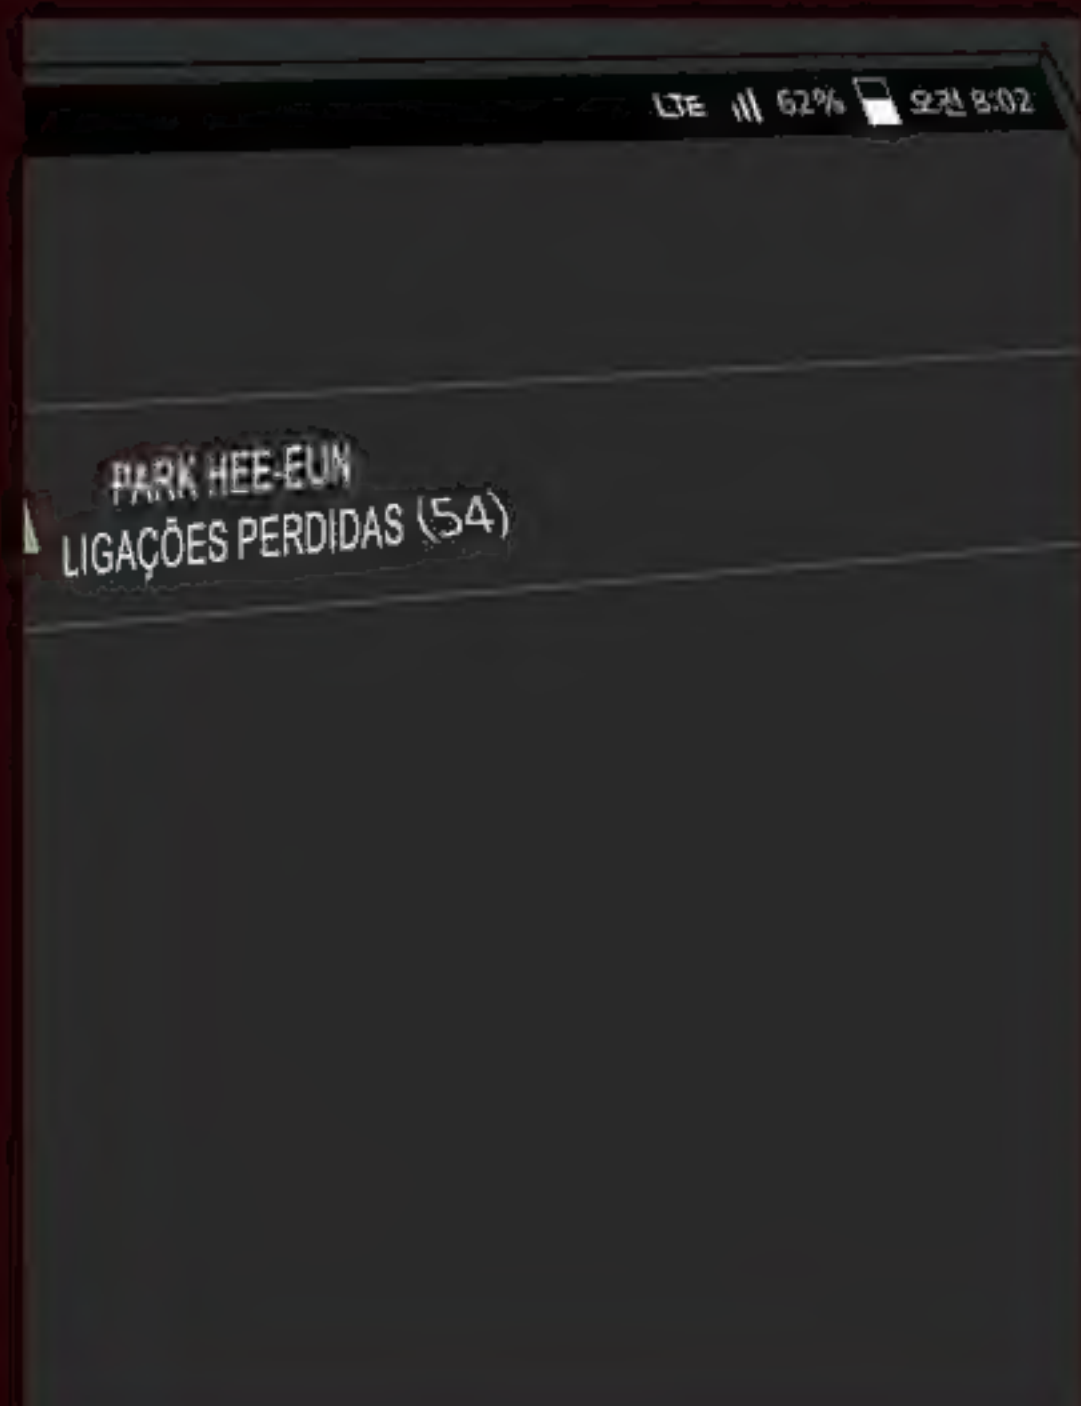 LTE 62% 오전 8:02
PARK HEE-EUN
LIGAÇÕES PERDIDAS (54)